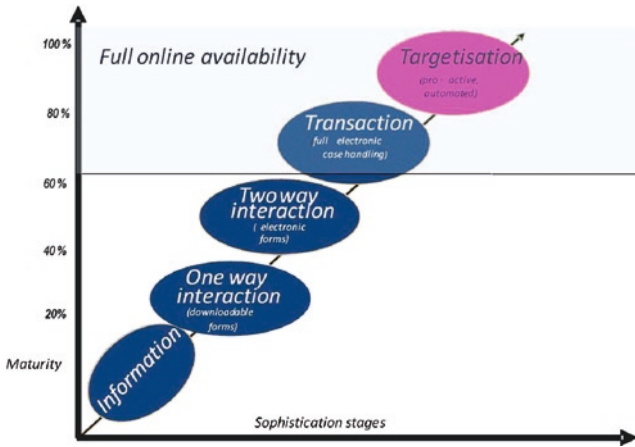 100%
Full online availability
Targetisation
(pro - active,
automated)
80%
Transaction
full electronic
case handling)
60%
Two way
interaction
( electronic
forms)
40%
One way
interaction
(downloadable
forms)
20%
Information
Maturity
Sophistication stages